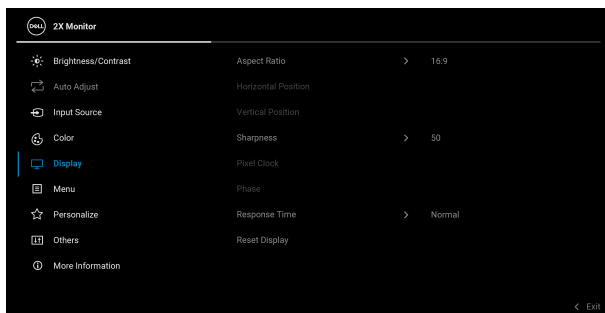 DELL 2X Monitor
Brightness/Contrast Aspect Ratio > 16:9
Auto Adjust Horizontal Position
Input Source Vertical Position
Color Sharpness > 50
Display Pixel Clock
Menu Phase
Personalize Response Time > Normal
Others Reset Display
More Information
< Exit